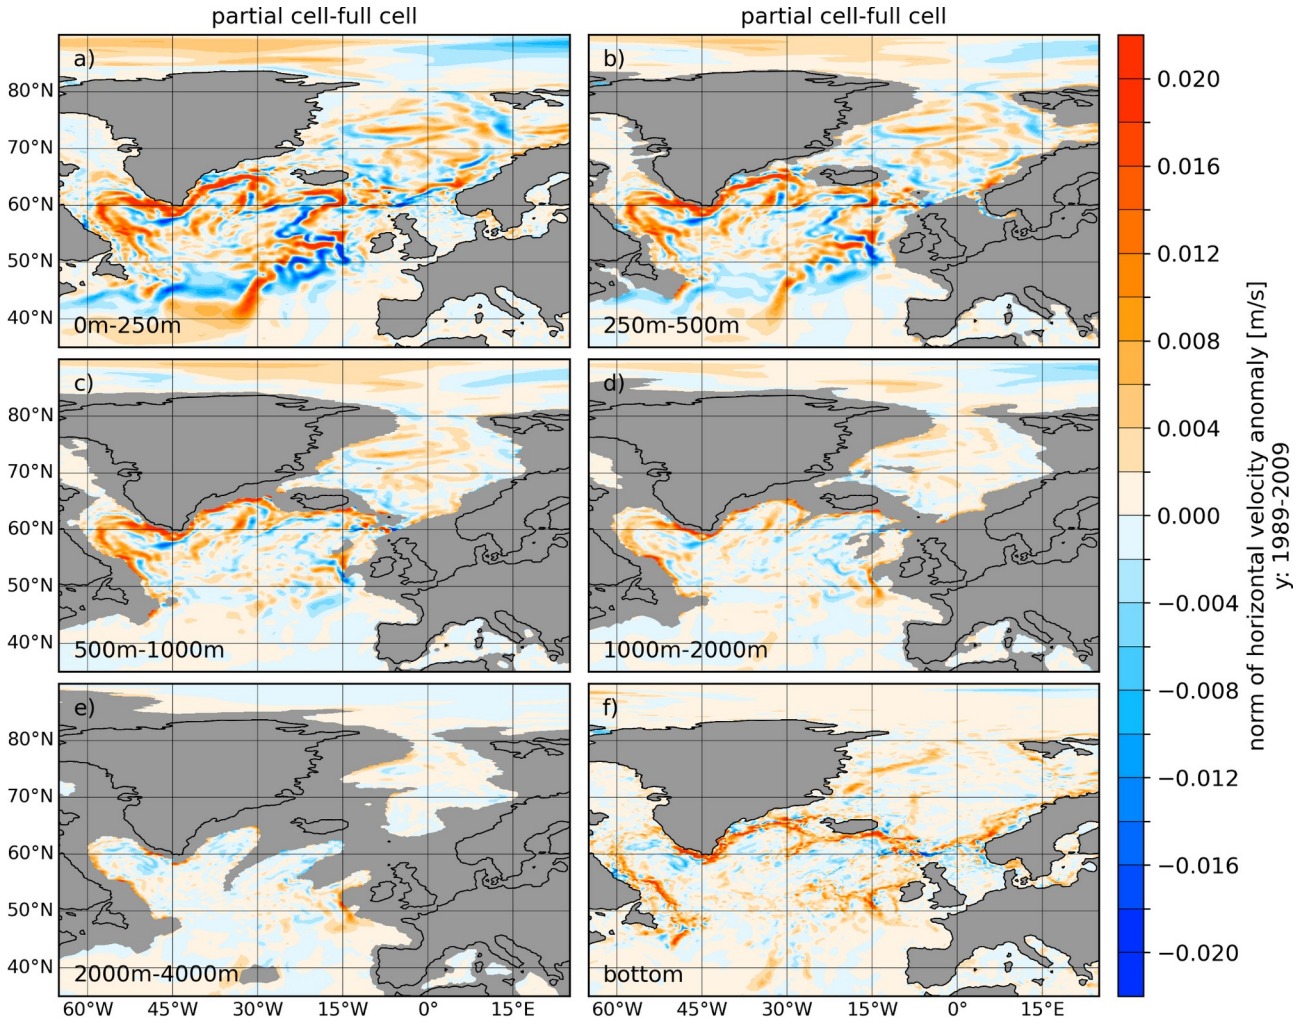 partial cell-full cell
partial cell-full cell
a)
80°N
70°N
60°N
50°N
40°N
0m-250m
b)
250m-500m
c)
80°N
70°N
60°N
50°N
40°N
500m-1000m
d)
1000m-2000m
e)
80°N
70°N
60°N
50°N
40°N
2000m-4000m
60°W 45°W 30°W 15°W 0° 15°E
f)
bottom
60°W 45°W 30°W 15°W 0° 15°E
0.020
0.016
0.012
0.008
0.004
0.000
−0.004
−0.008
−0.012
−0.016
−0.020
norm of horizontal velocity anomaly [m/s]
y: 1989-2009